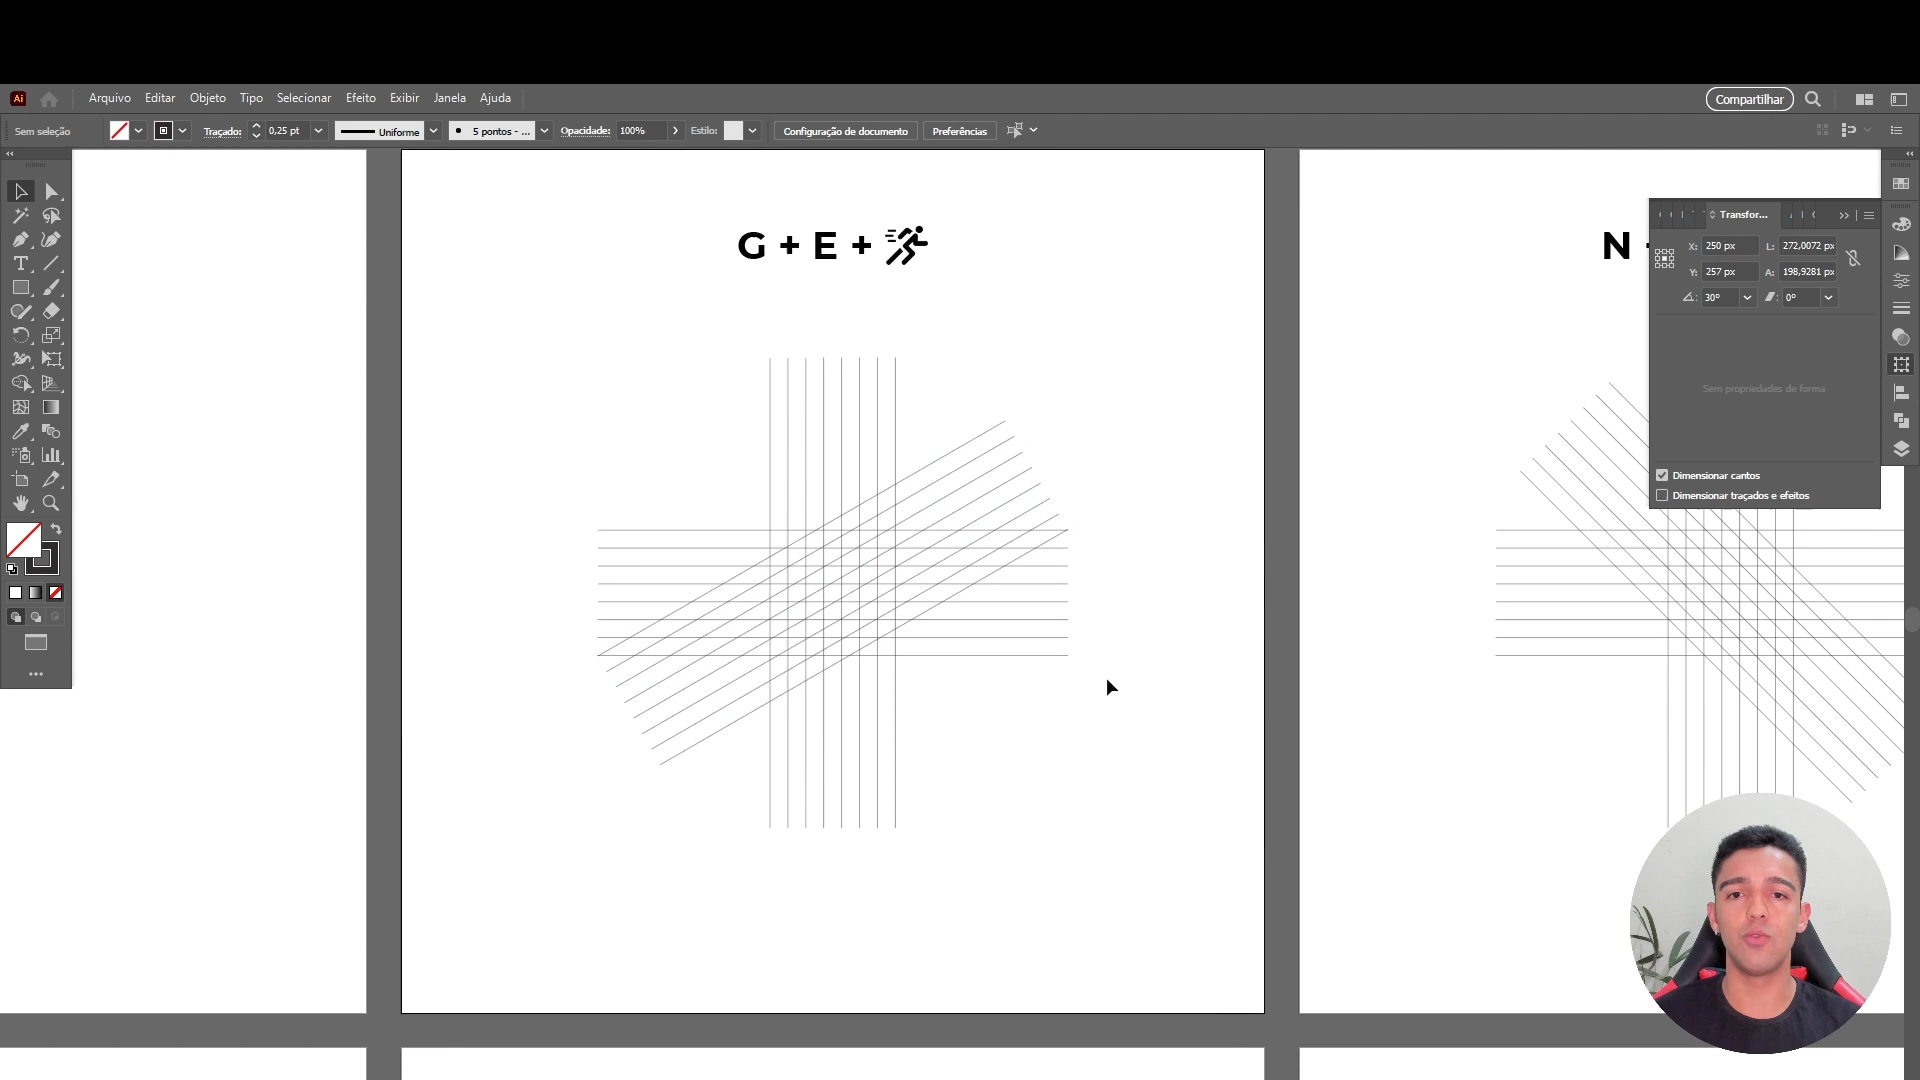 Ai
Arquivo Editar Objeto Tipo Selecionar Efeito Exibir Janela Ajuda
Compartilhar
Sem seleção
Traçado: 0,25 pt
Uniforme
5 pontos - ...
Opacidade: 100%
Estilo:
Configuração de documento
Preferências
G + E +
N
Transfor...
X: 250 px L: 272,0072 px
Y: 257 px A: 198,9281 px
30° 0°
Sem propriedades de forma
Dimensionar cantos
Dimensionar traçados e efeitos